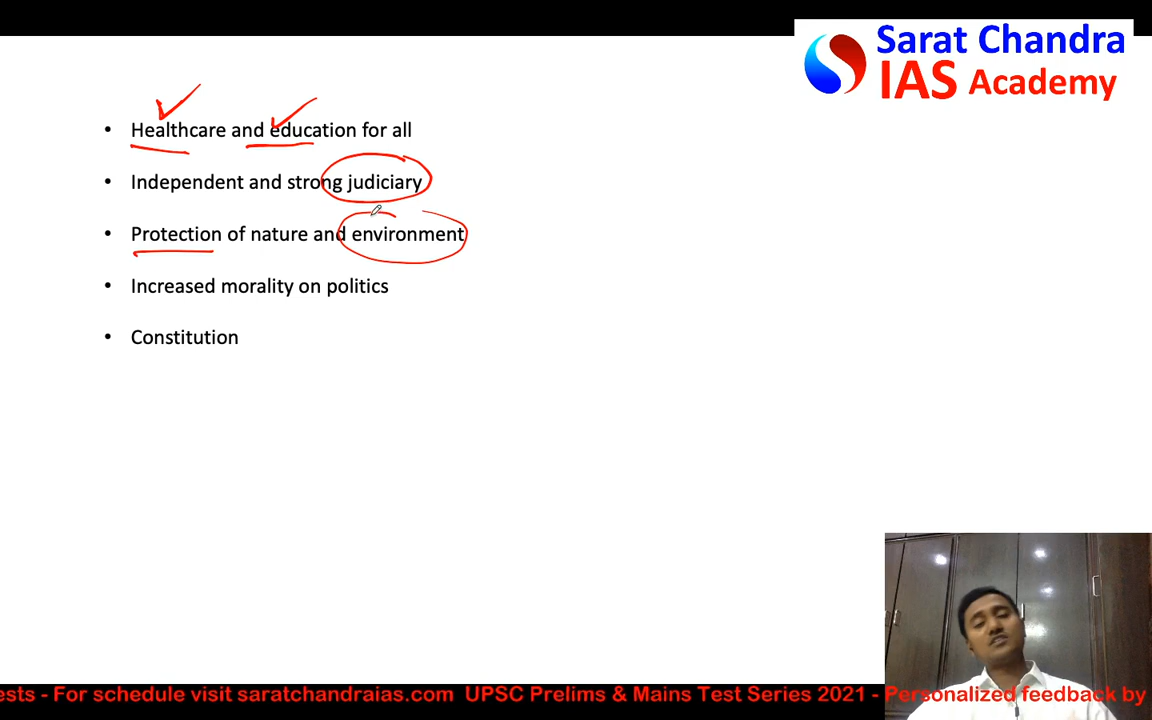 Sarat Chandra
IAS Academy
• Healthcare and education for all
• Independent and strong judiciary
• Protection of nature and environment
• Increased morality on politics
• Constitution
ests - For schedule visit saratchandraias.com UPSC Prelims & Mains Test Series 2021 - Personalized feedback by